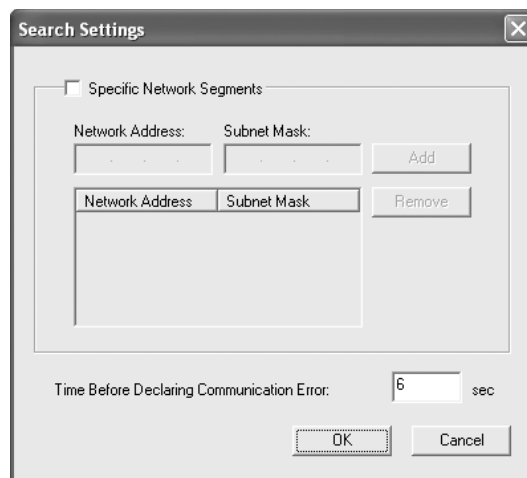 Search Settings
Specific Network Segments
Network Address: Subnet Mask:
. . . . . . Add
Network Address Subnet Mask Remove
Time Before Declaring Communication Error: 6 sec
OK Cancel